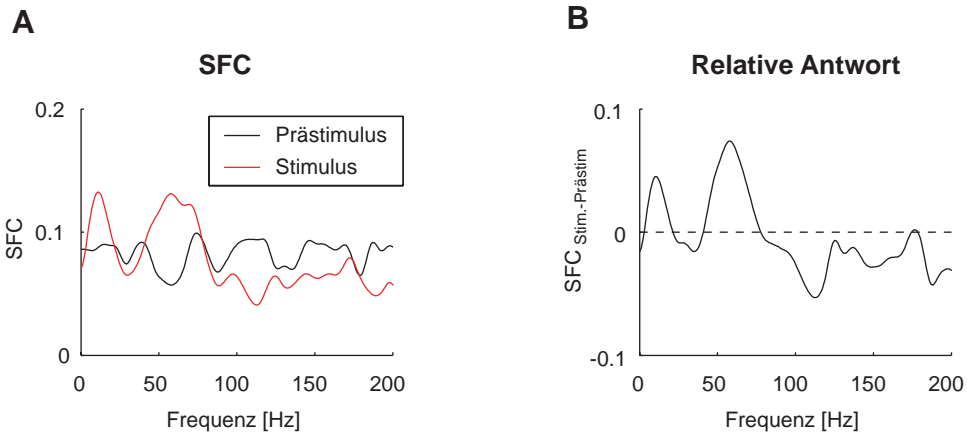 A
SFC
0.2
0.1
0
SFC
Prästimulus
Stimulus
0 50 100 150 200
Frequenz [Hz]
B
Relative Antwort
0.1
0
-0.1
SFC Stim.-Prästim
0 50 100 150 200
Frequenz [Hz]